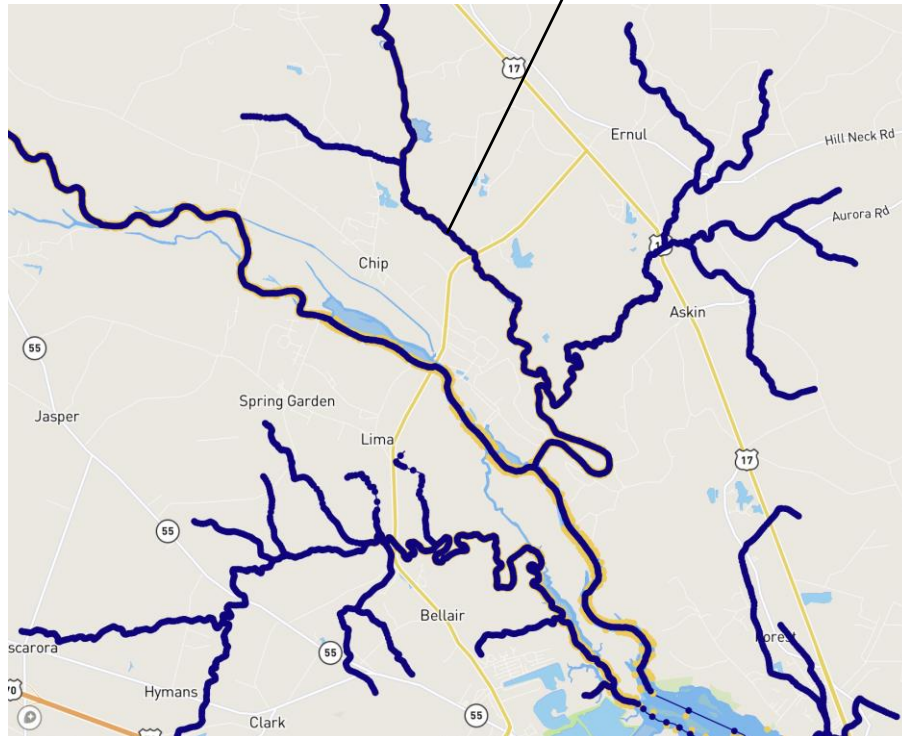 17
Ernul
Hill Neck Rd
Aurora Rd
Chip
Askin
55
Jasper
Spring Garden
Lima
17
55
Bellair
Forest
scarora
55
70
Hymans
Clark
55